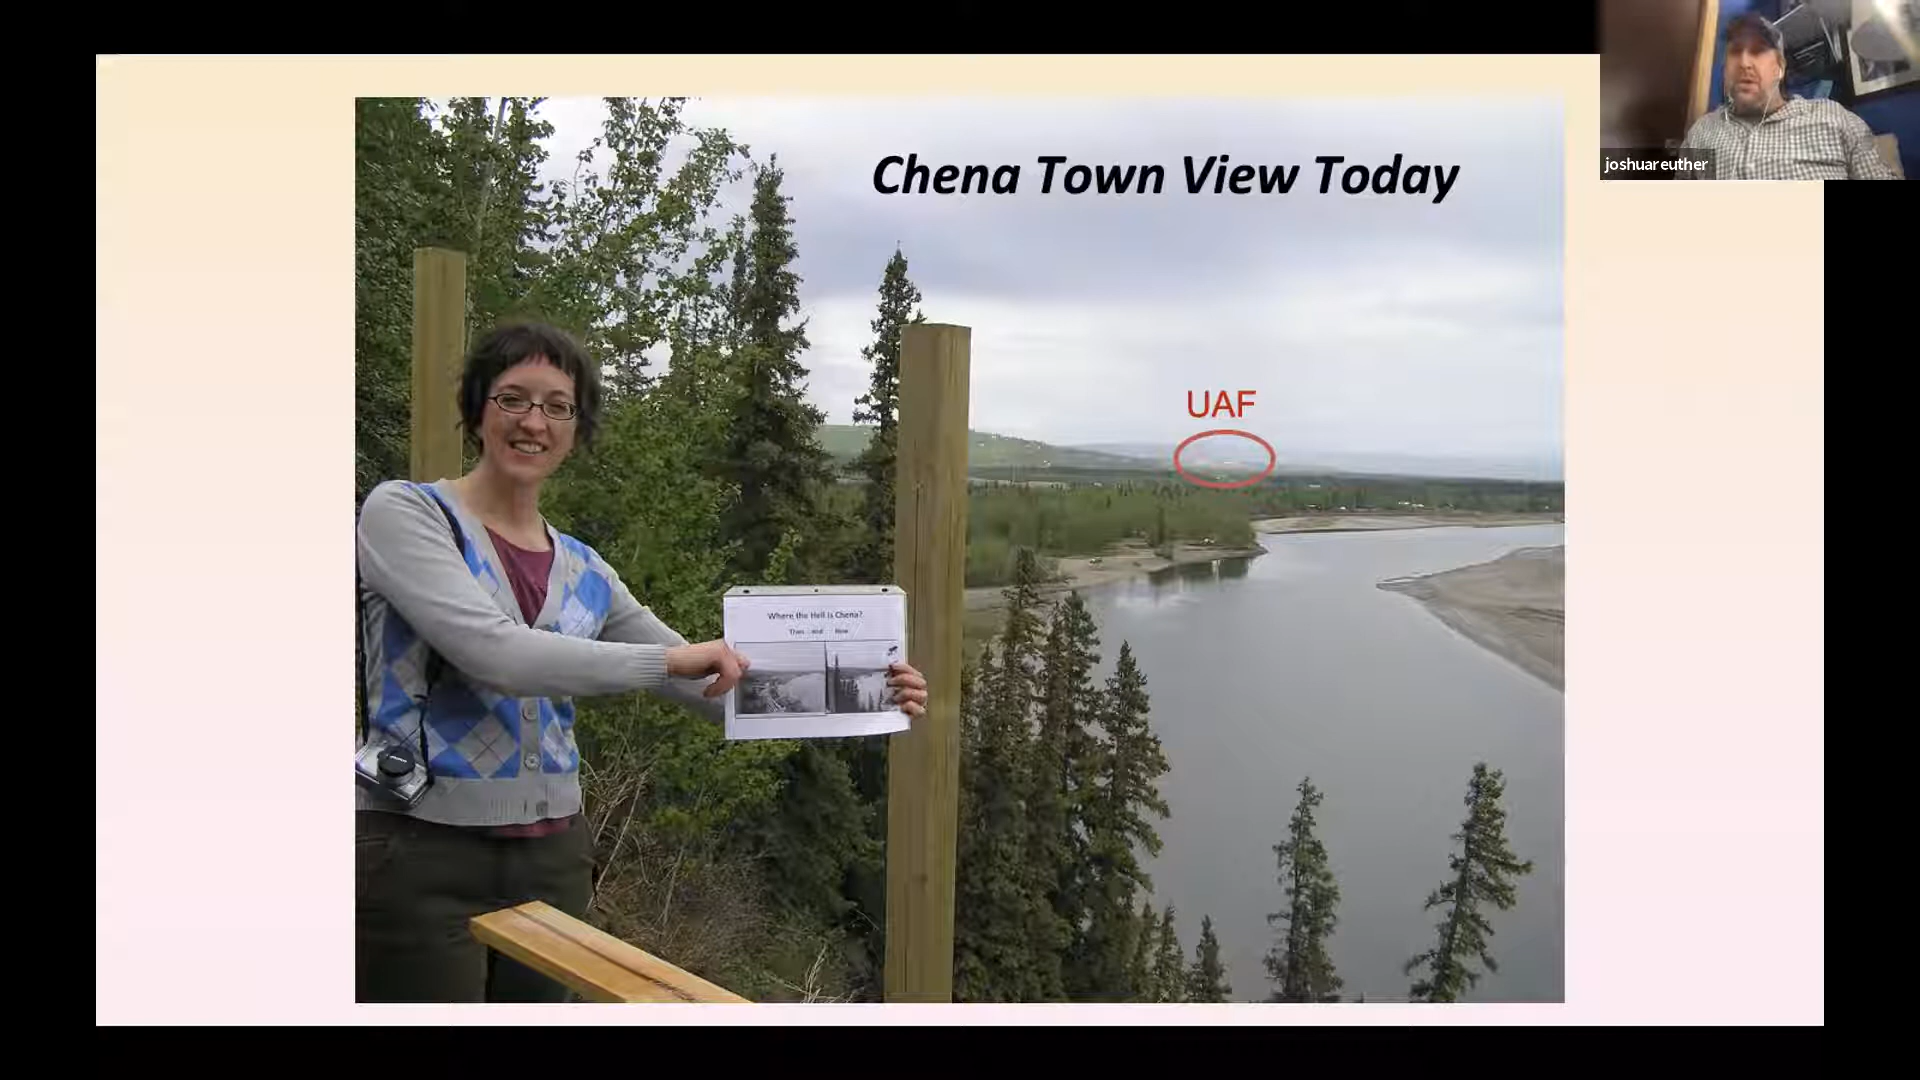 Chena Town View Today
joshuareuther
UAF
Where the Hell is Chena?
Then and Now